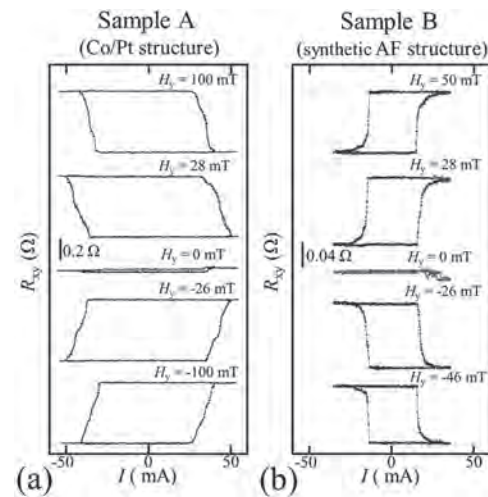 Sample A
(Co/Pt structure)
Sample B
(synthetic AF structure)
Hy = 100 mT
Hy = 28 mT
0.2 Ω
Hy = 0 mT
Hy = -26 mT
Hy = -100 mT
Rxy (Ω)
(a)
-50
0
50
I ( mA)
Hy = 50 mT
Hy = 28 mT
0.04 Ω
Hy = 0 mT
Hy = -26 mT
Hy = -46 mT
Rxy (Ω)
(b)
-50
0
50
I ( mA)